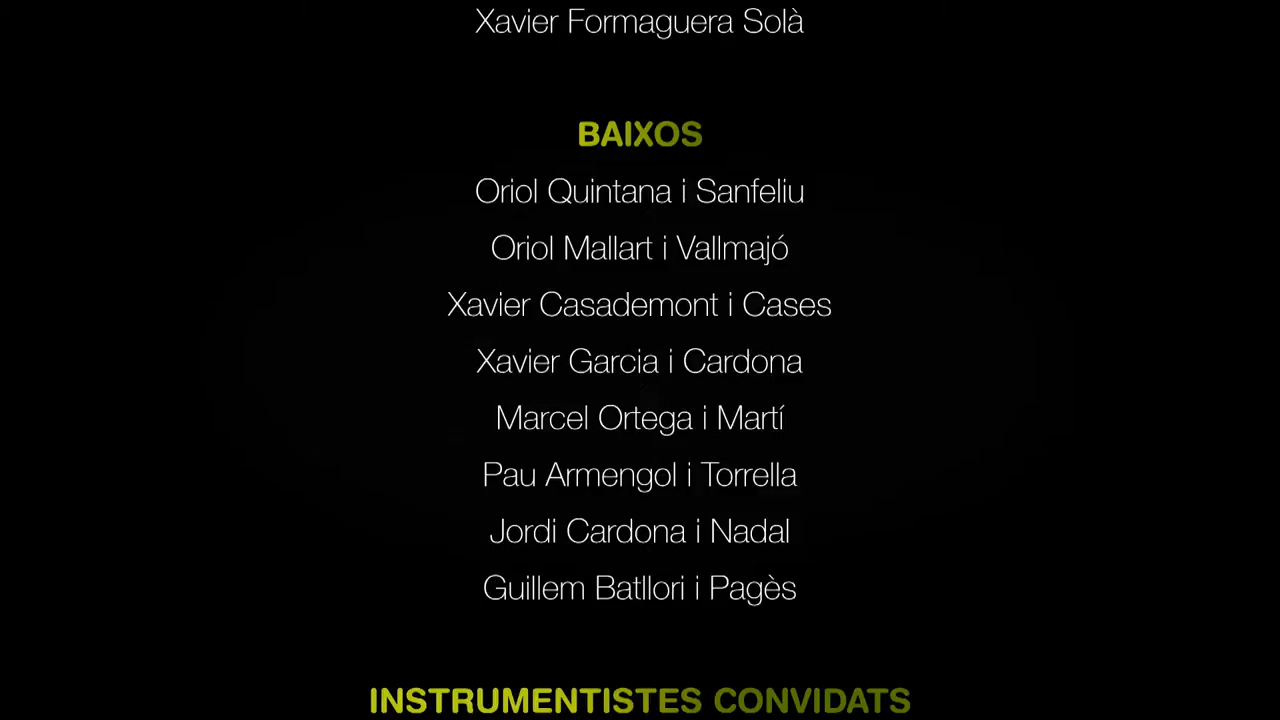 Xavier Formaguera Solà
BAIXOS
Oriol Quintana i Sanfeliu
Oriol Mallart i Vallmajó
Xavier Casademont i Cases
Xavier Garcia i Cardona
Marcel Ortega i Martí
Pau Armengol i Torrella
Jordi Cardona i Nadal
Guillem Batllori i Pagès
INSTRUMENTISTES CONVIDATS